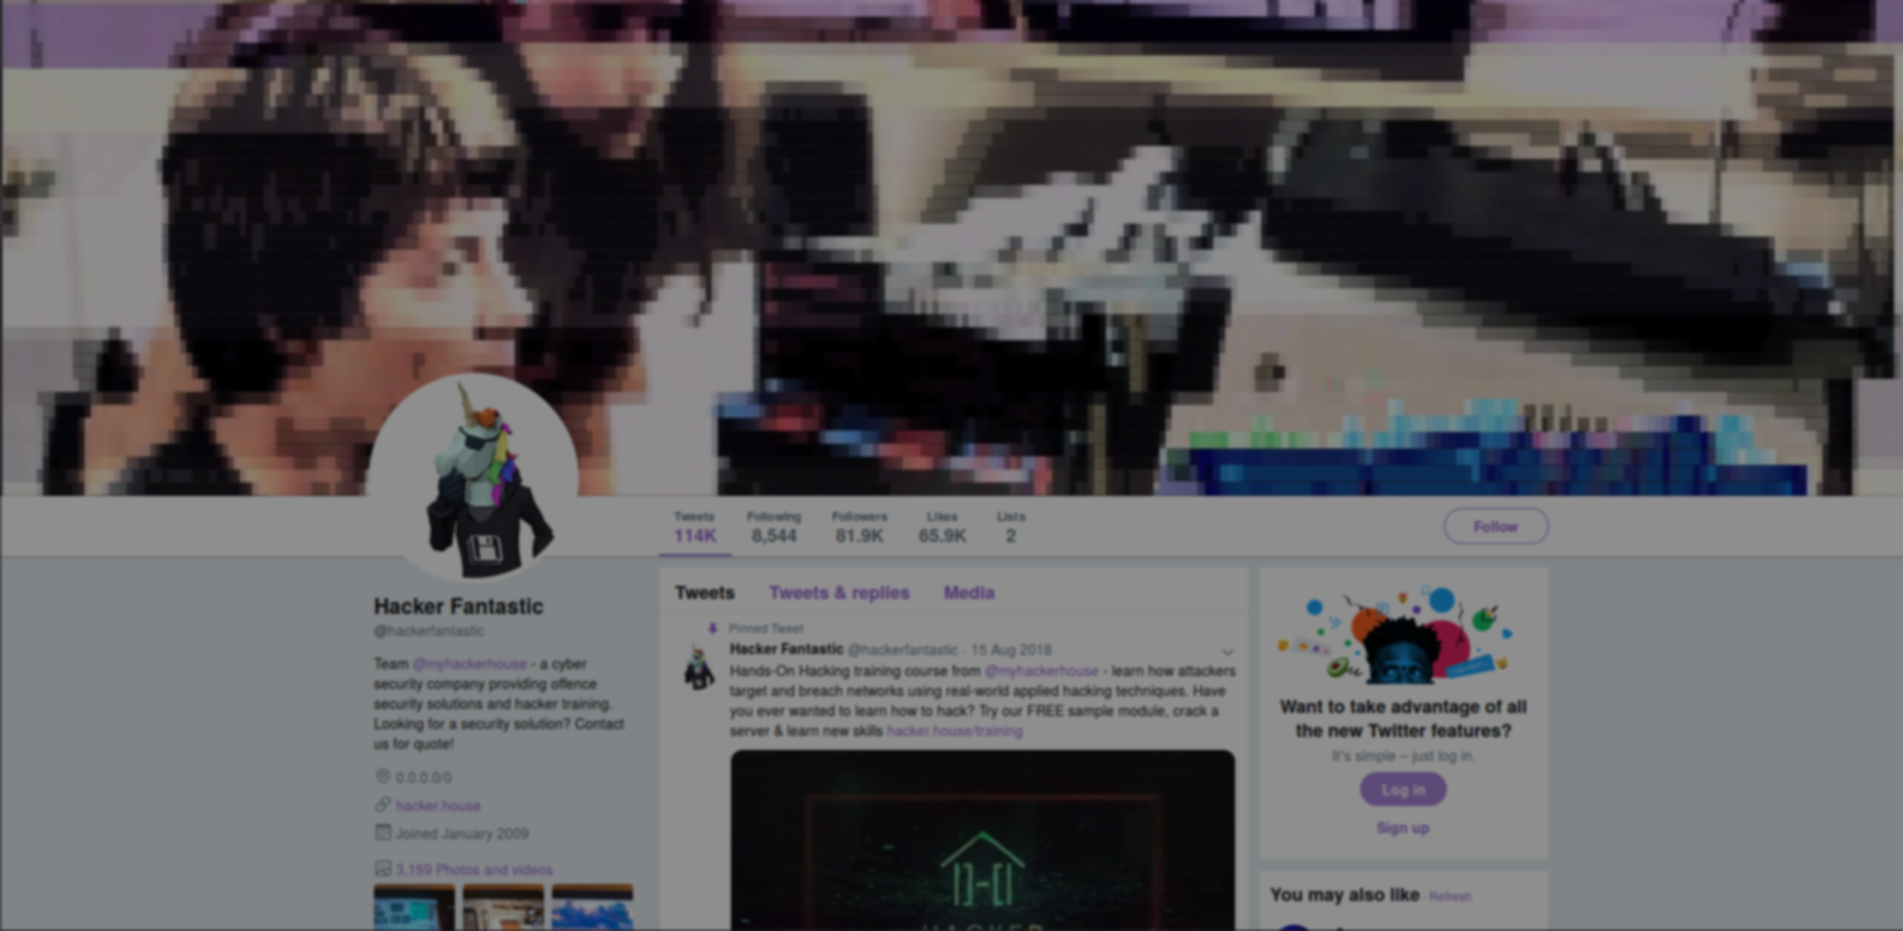 Tweets Following Followers Likes Lists
114K 8,544 81.9K 65.9K 2
Follow
Hacker Fantastic
@hackerfantastic
Team @myhackerhouse - a cyber
security company providing offence
security solutions and hacker training.
Looking for a security solution? Contact
us for quote!
0.0.0.0/0
hacker.house
Joined January 2009
3,159 Photos and videos
Tweets Tweets & replies Media
Pinned Tweet
Hacker Fantastic @hackerfantastic · 15 Aug 2018
Hands-On Hacking training course from @myhackerhouse - learn how attackers
target and breach networks using real-world applied hacking techniques. Have
you ever wanted to learn how to hack? Try our FREE sample module, crack a
server & learn new skills hacker.house/training
HACKER
Want to take advantage of all
the new Twitter features?
It's simple – just log in.
Log in
Sign up
You may also like · Refresh